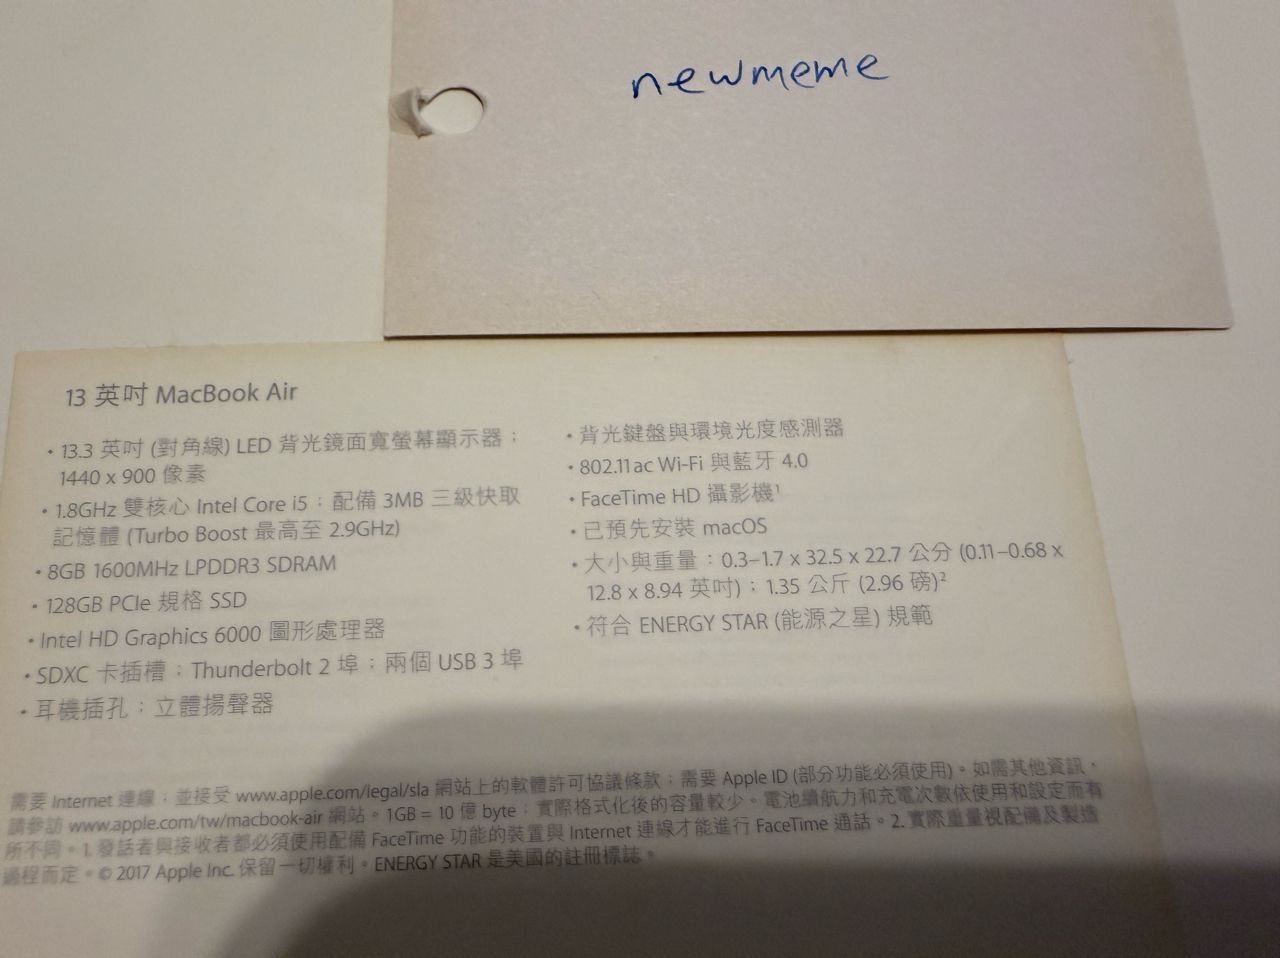 newmeme
13 英吋 MacBook Air
• 13.3 英吋 (對角線) LED 背光鏡面寬螢幕顯示器；
1440 x 900 像素
• 1.8GHz 雙核心 Intel Core i5；配備 3MB 三級快取
記憶體 (Turbo Boost 最高至 2.9GHz)
• 8GB 1600MHz LPDDR3 SDRAM
• 128GB PCIe 規格 SSD
• Intel HD Graphics 6000 圖形處理器
• SDXC 卡插槽；Thunderbolt 2 埠；兩個 USB 3 埠
• 耳機插孔；立體揚聲器
• 背光鍵盤與環境光度感測器
• 802.11ac Wi-Fi 與藍牙 4.0
• FaceTime HD 攝影機¹
• 已預先安裝 macOS
• 大小與重量：0.3–1.7 x 32.5 x 22.7 公分 (0.11–0.68 x
12.8 x 8.94 英吋)；1.35 公斤 (2.96 磅)²
• 符合 ENERGY STAR (能源之星) 規範
需要 Internet 連線；並接受 www.apple.com/legal/sla 網站上的軟體許可協議條款；需要 Apple ID (部分功能必須使用)。如需其他資訊，
請參訪 www.apple.com/tw/macbook-air 網站。1GB = 10 億 byte；實際格式化後的容量較少。電池續航力和充電次數依使用和設定而有
所不同。1. 發話者與接收者都必須使用配備 FaceTime 功能的裝置與 Internet 連線才能進行 FaceTime 通話。2. 實際重量視配備及製造
過程而定。© 2017 Apple Inc. 保留一切權利。ENERGY STAR 是美國的註冊標誌。